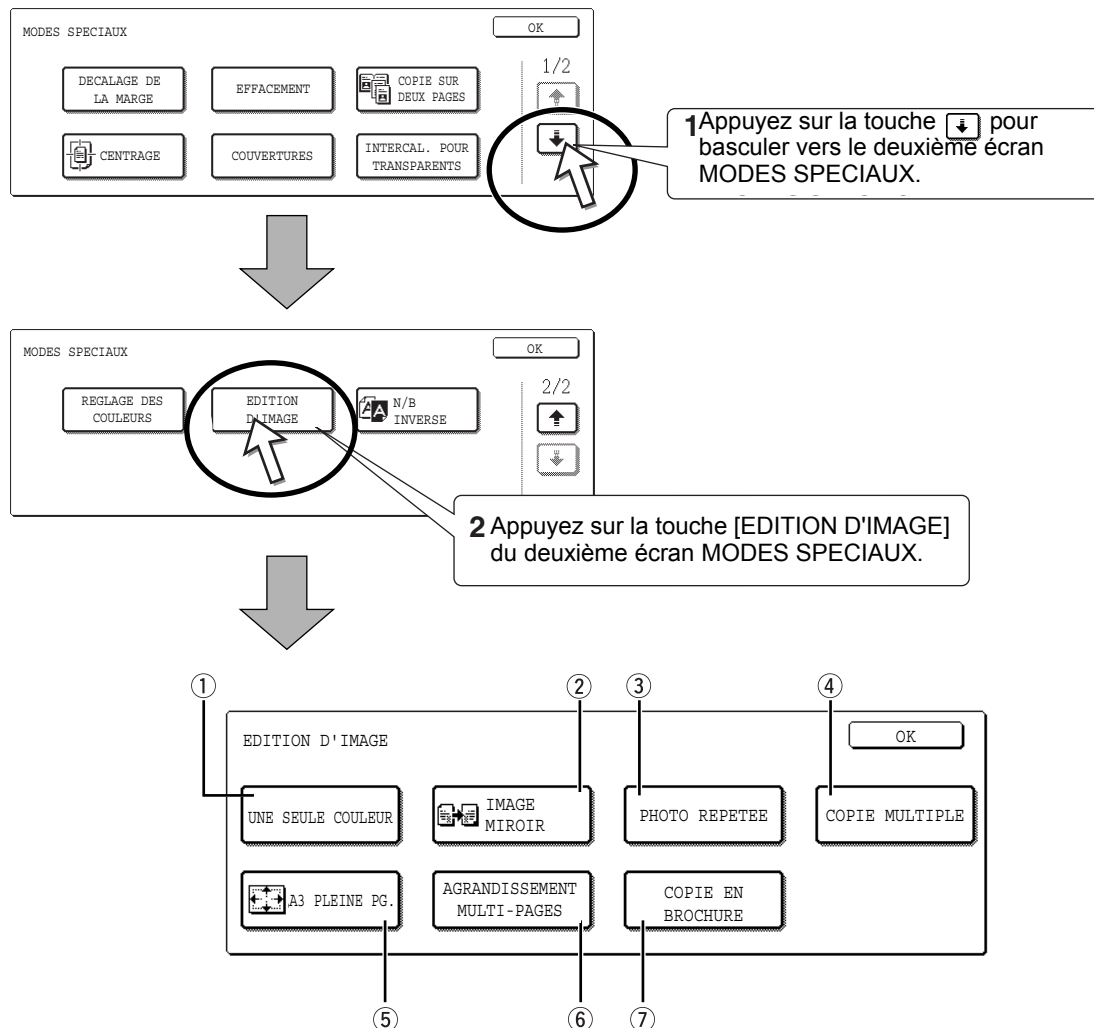 MODES SPECIAUX
OK
DECALAGE DE
LA MARGE
EFFACEMENT
COPIE SUR
DEUX PAGES
1/2
CENTRAGE
COUVERTURES
INTERCAL. POUR
TRANSPARENTS
1 Appuyez sur la touche pour
basculer vers le deuxième écran
MODES SPECIAUX.
MODES SPECIAUX
OK
REGLAGE DES
COULEURS
EDITION
D'IMAGE
N/B
INVERSE
2/2
2 Appuyez sur la touche [EDITION D'IMAGE]
du deuxième écran MODES SPECIAUX.
① ② ③ ④
EDITION D'IMAGE
OK
UNE SEULE COULEUR
IMAGE
MIROIR
PHOTO REPETEE
COPIE MULTIPLE
A3 PLEINE PG.
AGRANDISSEMENT
MULTI-PAGES
COPIE EN
BROCHURE
⑤ ⑥ ⑦